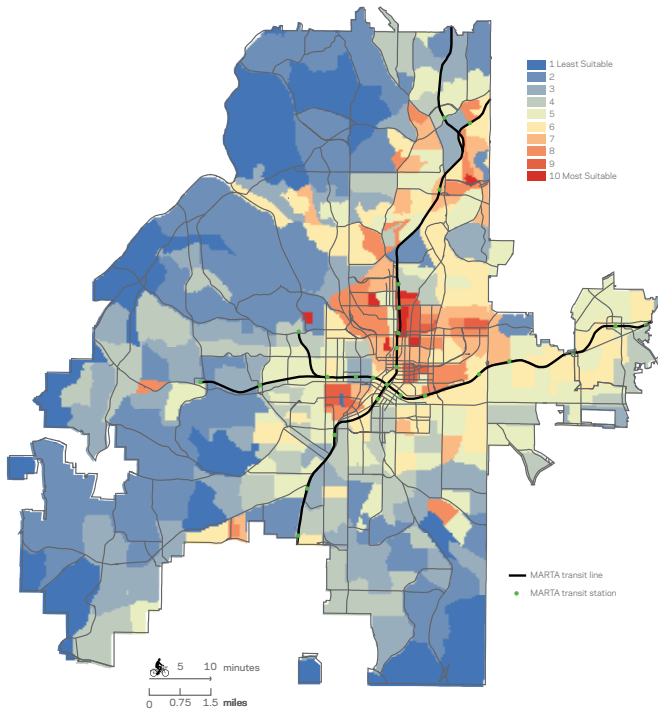 1 Least Suitable
2
3
4
5
6
7
8
9
10 Most Suitable
MARTA transit line
MARTA transit station
5 10 minutes
0 0.75 1.5 miles